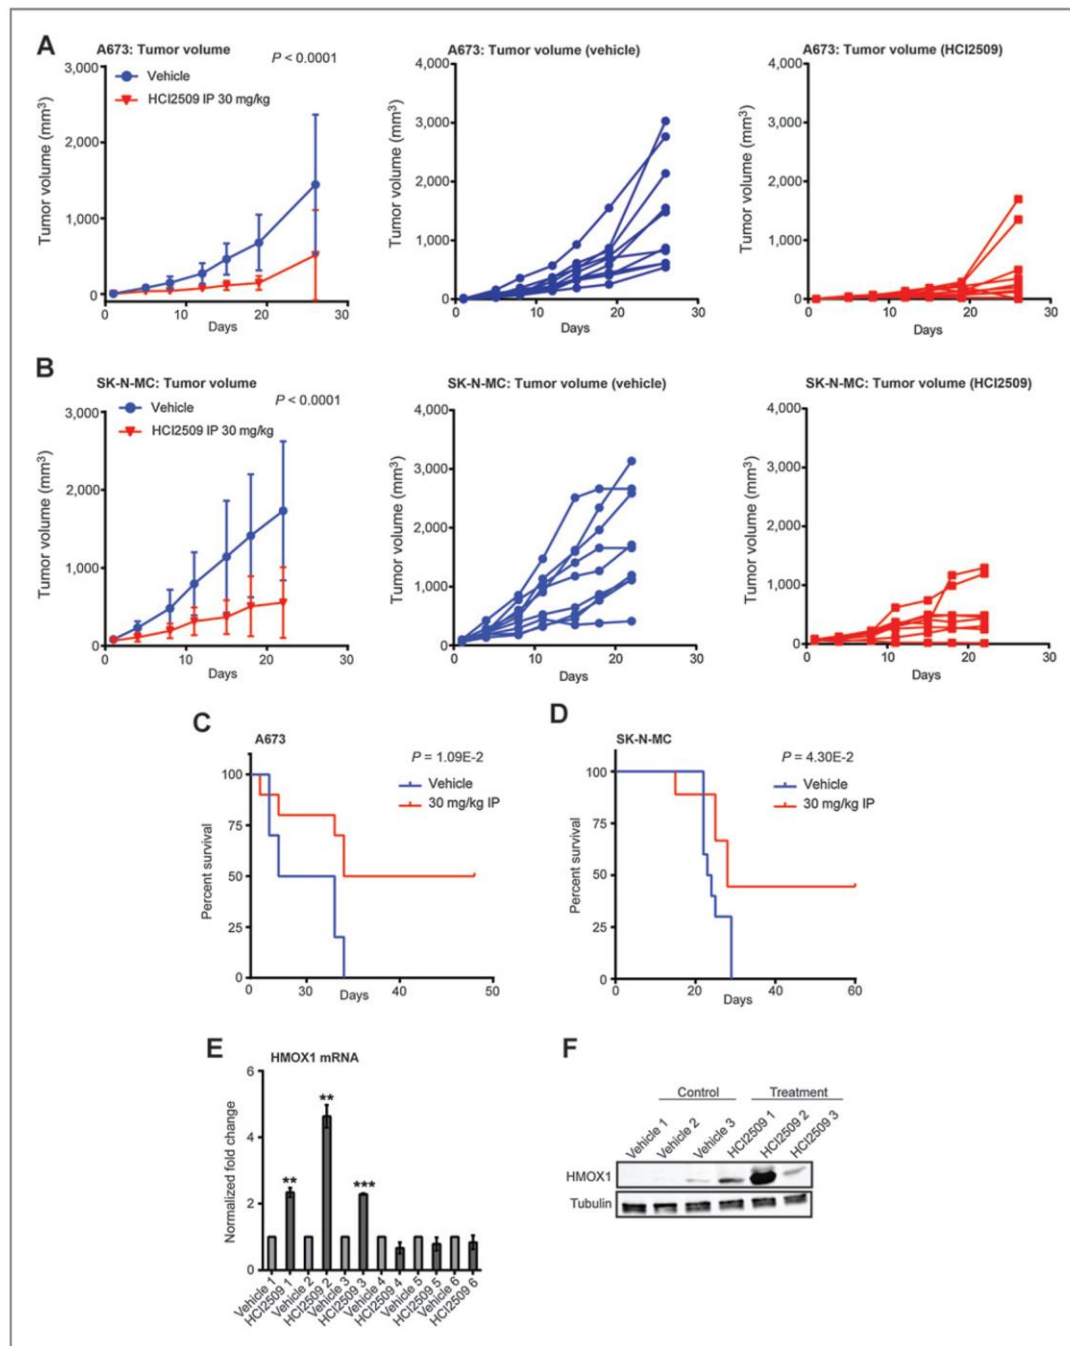 A
A673: Tumor volume
P < 0.0001
Vehicle
HCI2509 IP 30 mg/kg
Tumor volume (mm³)
3,000
2,000
1,000
0
0 10 20 30
Days
A673: Tumor volume (vehicle)
Tumor volume (mm³)
4,000
3,000
2,000
1,000
0
0 10 20 30
Days
A673: Tumor volume (HCI2509)
Tumor volume (mm³)
4,000
3,000
2,000
1,000
0
0 10 20 30
Days
B
SK-N-MC: Tumor volume
P < 0.0001
Vehicle
HCI2509 IP 30 mg/kg
Tumor volume (mm³)
3,000
2,000
1,000
0
0 10 20 30
Days
SK-N-MC: Tumor volume (vehicle)
Tumor volume (mm³)
4,000
3,000
2,000
1,000
0
0 10 20 30
Days
SK-N-MC: Tumor volume (HCI2509)
Tumor volume (mm³)
4,000
3,000
2,000
1,000
0
0 10 20 30
Days
C
A673
P = 1.09E-2
Vehicle
30 mg/kg IP
Percent survival
100
75
50
25
0
0 30 40 50
Days
D
SK-N-MC
P = 4.30E-2
Vehicle
30 mg/kg IP
Percent survival
100
75
50
25
0
0 20 40 60
Days
E
HMOX1 mRNA
Normalized fold change
6
4
2
0
**
**
***
Vehicle 1
HCI2509 1
Vehicle 2
HCI2509 2
Vehicle 3
HCI2509 3
Vehicle 4
HCI2509 4
Vehicle 5
HCI2509 5
Vehicle 6
HCI2509 6
F
Control Treatment
Vehicle 1
Vehicle 2
Vehicle 3
HCI2509 1
HCI2509 2
HCI2509 3
HMOX1
Tubulin